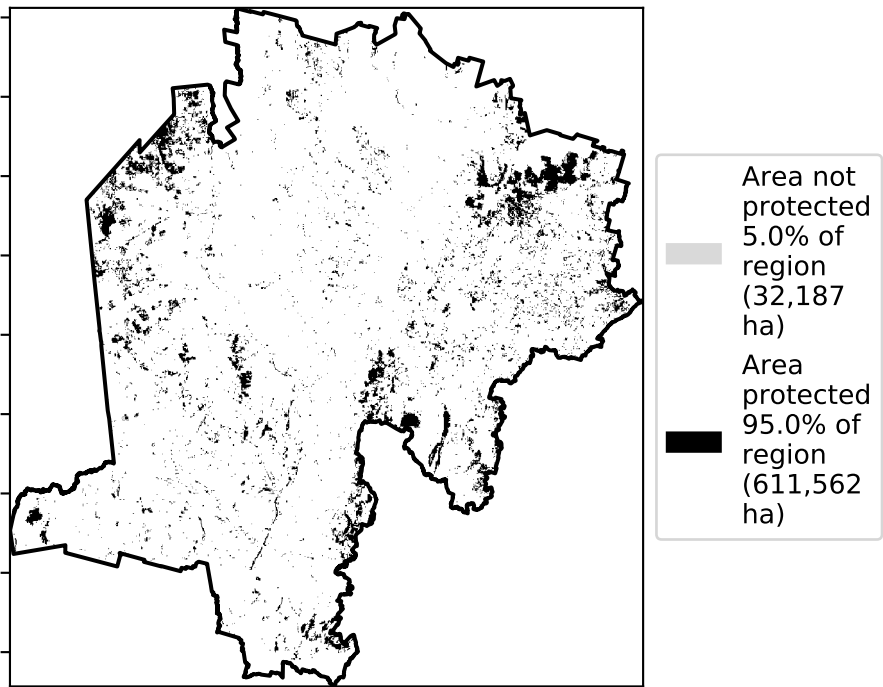 Area not
protected
5.0% of
region
(32,187
ha)
Area
protected
95.0% of
region
(611,562
ha)